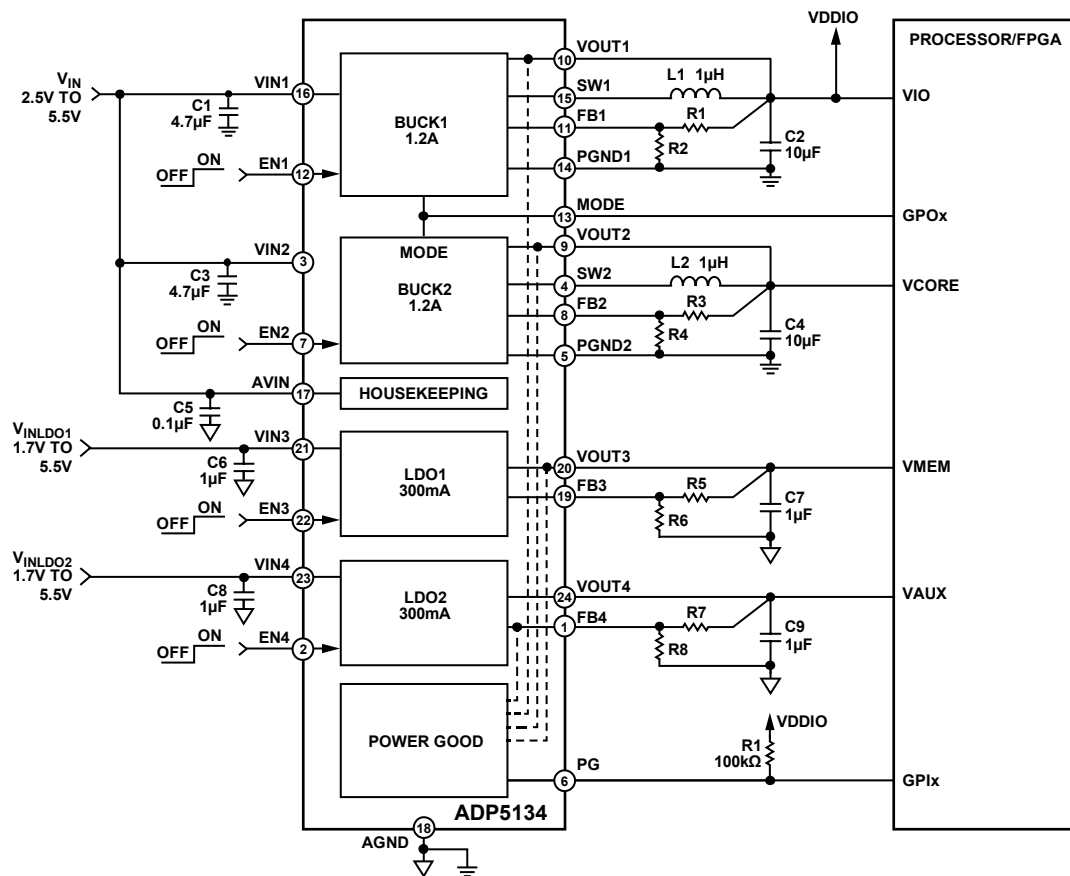 VDDIO
PROCESSOR/FPGA
VIN
2.5V TO
5.5V
C1
4.7µF
VIN1
16
OFF
ON
EN1
12
BUCK1
1.2A
VOUT1
10
SW1
15
FB1
11
PGND1
14
L1 1µH
R1
R2
C2
10µF
VIO
MODE
13
GPOx
VIN2
3
C3
4.7µF
OFF
ON
EN2
7
MODE
BUCK2
1.2A
VOUT2
9
SW2
4
FB2
8
PGND2
5
L2 1µH
R3
R4
C4
10µF
VCORE
AVIN
17
C5
0.1µF
HOUSEKEEPING
VINLDO1
1.7V TO
5.5V
C6
1µF
VIN3
21
OFF
ON
EN3
22
LDO1
300mA
VOUT3
20
FB3
19
R5
R6
C7
1µF
VMEM
VINLDO2
1.7V TO
5.5V
C8
1µF
VIN4
23
OFF
ON
EN4
2
LDO2
300mA
VOUT4
24
FB4
1
R7
R8
C9
1µF
VAUX
POWER GOOD
PG
6
VDDIO
R1
100kΩ
GPIx
ADP5134
AGND
18